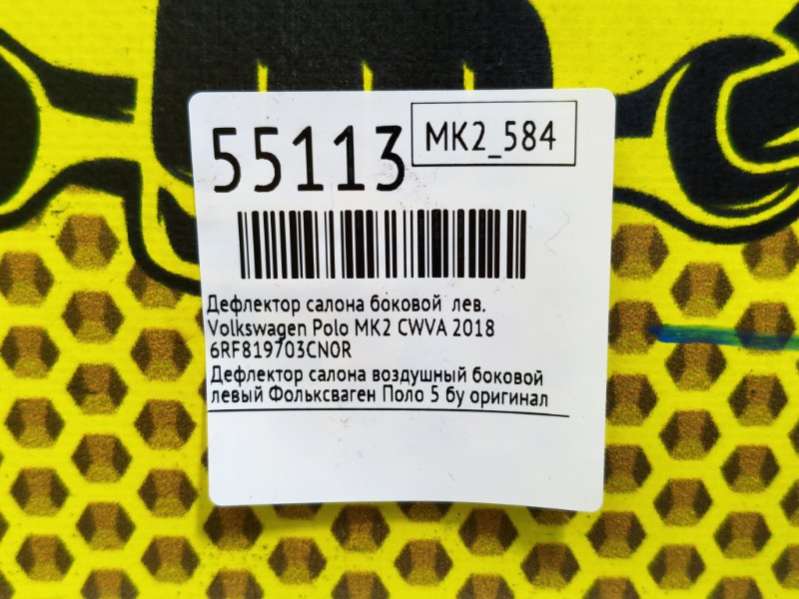 55113
MK2_584
Дефлектор салона боковой лев.
Volkswagen Polo MK2 CWVA 2018
6RF819703CN0R
Дефлектор салона воздушный боковой
левый Фольксваген Поло 5 бу оригинал